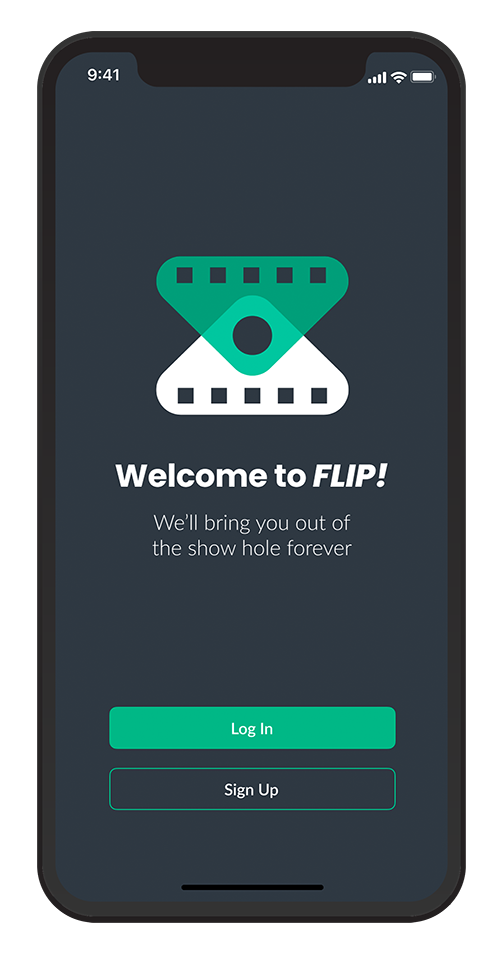 9:41
Welcome to FLIP!
We’ll bring you out of
the show hole forever
Log In
Sign Up